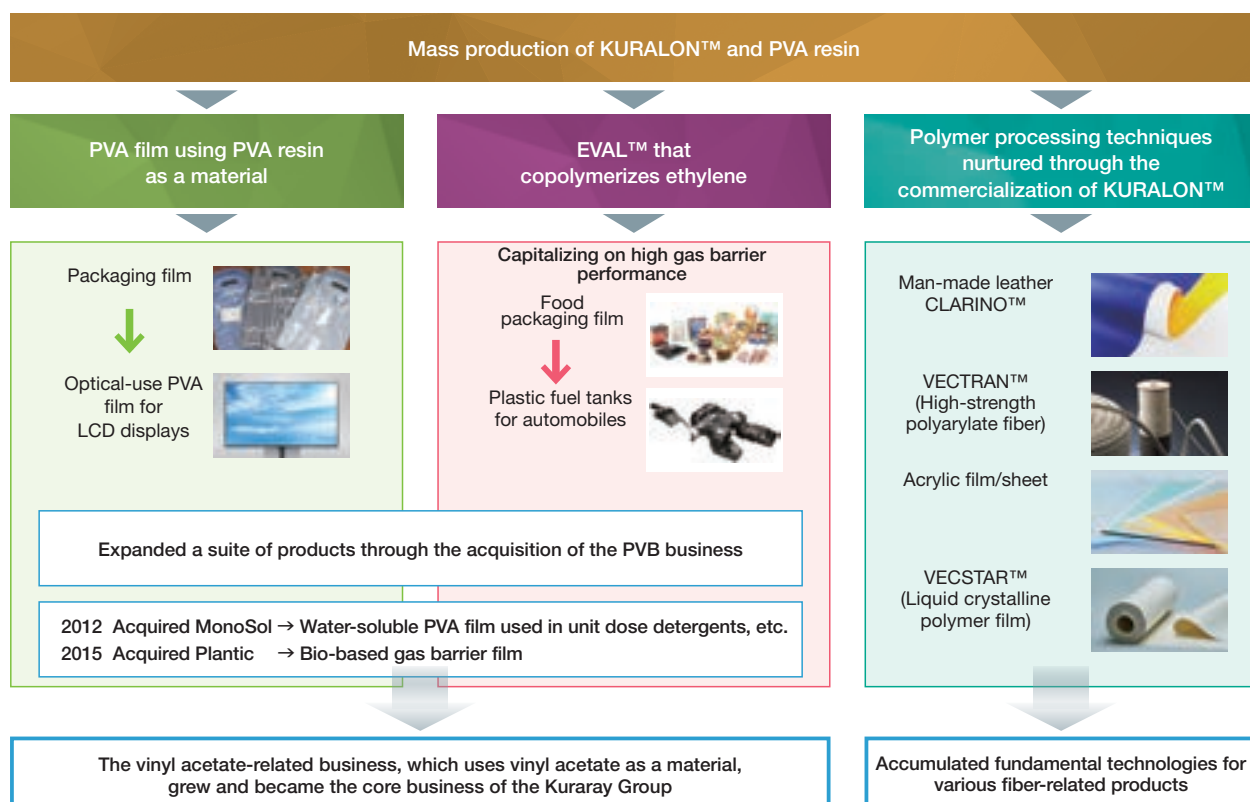 Mass production of KURALON™ and PVA resin
PVA film using PVA resin
as a material
EVAL™ that
copolymerizes ethylene
Polymer processing techniques
nurtured through the
commercialization of KURALON™
Packaging film
Optical-use PVA
film for
LCD displays
Capitalizing on high gas barrier
performance
Food
packaging film
Plastic fuel tanks
for automobiles
Man-made leather
CLARINO™
VECTRAN™
(High-strength
polyarylate fiber)
Acrylic film/sheet
VECSTAR™
(Liquid crystalline
polymer film)
Expanded a suite of products through the acquisition of the PVB business
2012 Acquired MonoSol → Water-soluble PVA film used in unit dose detergents, etc.
2015 Acquired Plantic → Bio-based gas barrier film
The vinyl acetate-related business, which uses vinyl acetate as a material,
grew and became the core business of the Kuraray Group
Accumulated fundamental technologies for
various fiber-related products